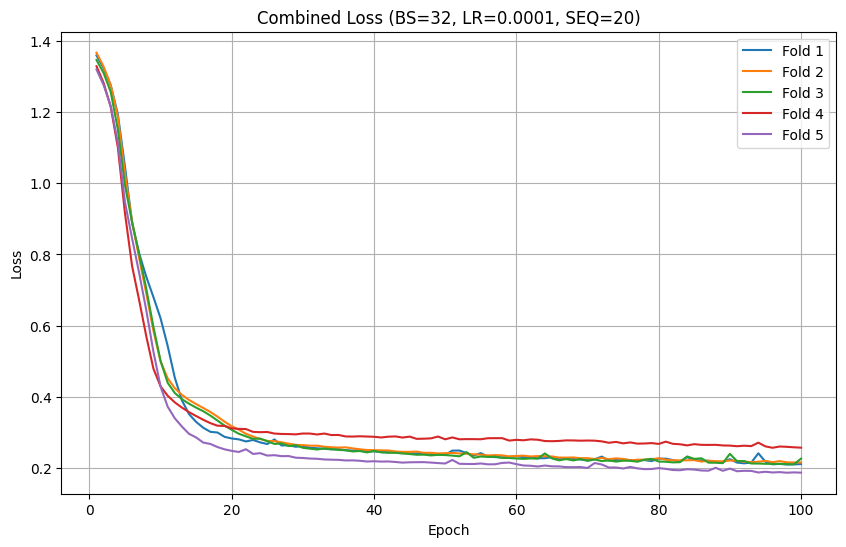 Combined Loss (BS=32, LR=0.0001, SEQ=20)
1.4
1.2
1.0
0.8
0.6
0.4
0.2
Loss
Fold 1
Fold 2
Fold 3
Fold 4
Fold 5
0 20 40 60 80 100
Epoch